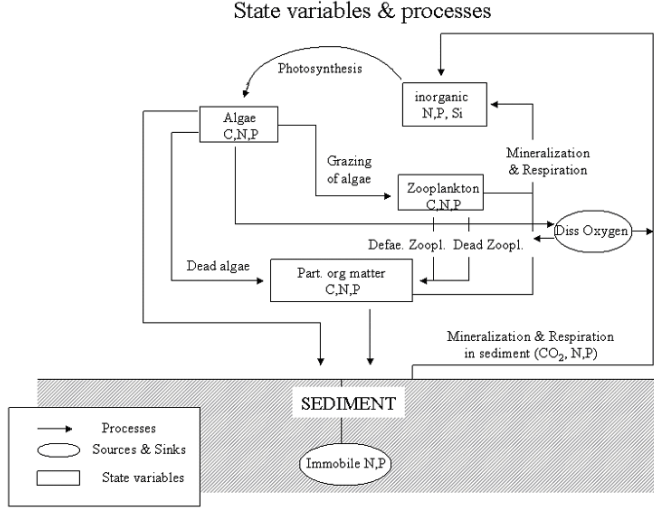 State variables & processes
Photosynthesis
inorganic
N,P, Si
Algae
C,N,P
Mineralization
& Respiration
Grazing
of algae
Zooplankton
C,N,P
Diss Oxygen
Defae. Zoopl.
Dead Zoopl.
Dead algae
Part. org matter
C,N,P
Mineralization & Respiration
in sediment (CO₂, N,P)
SEDIMENT
Immobile N,P
Processes
Sources & Sinks
State variables